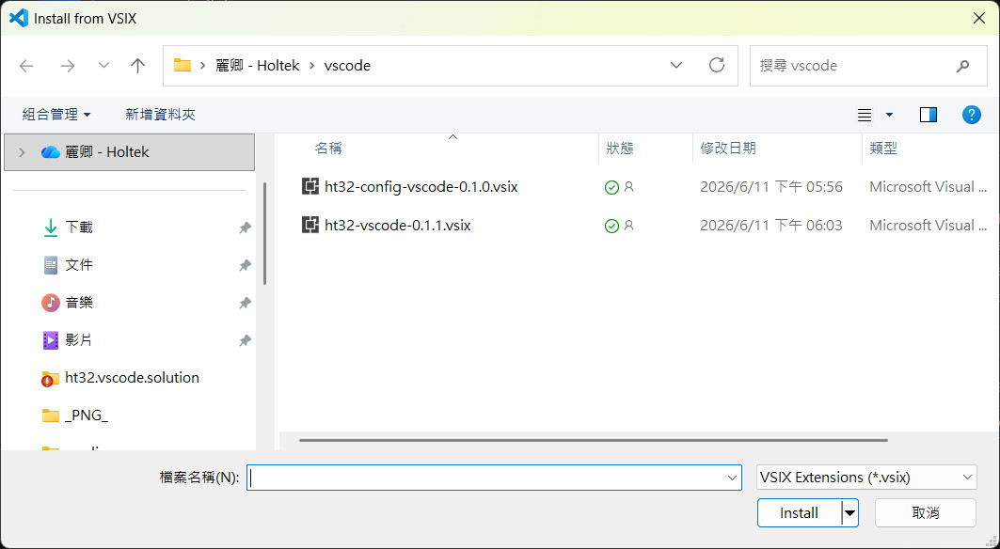 Install from VSIX
麗卿 - Holtek › vscode
搜尋 vscode
組合管理
新增資料夾
麗卿 - Holtek
下載
文件
音樂
影片
ht32.vscode.solution
_PNG_
名稱 狀態 修改日期 類型
ht32-config-vscode-0.1.0.vsix 2026/6/11 下午 05:56 Microsoft Visual ...
ht32-vscode-0.1.1.vsix 2026/6/11 下午 06:03 Microsoft Visual ...
檔案名稱(N):
VSIX Extensions (*.vsix)
Install
取消